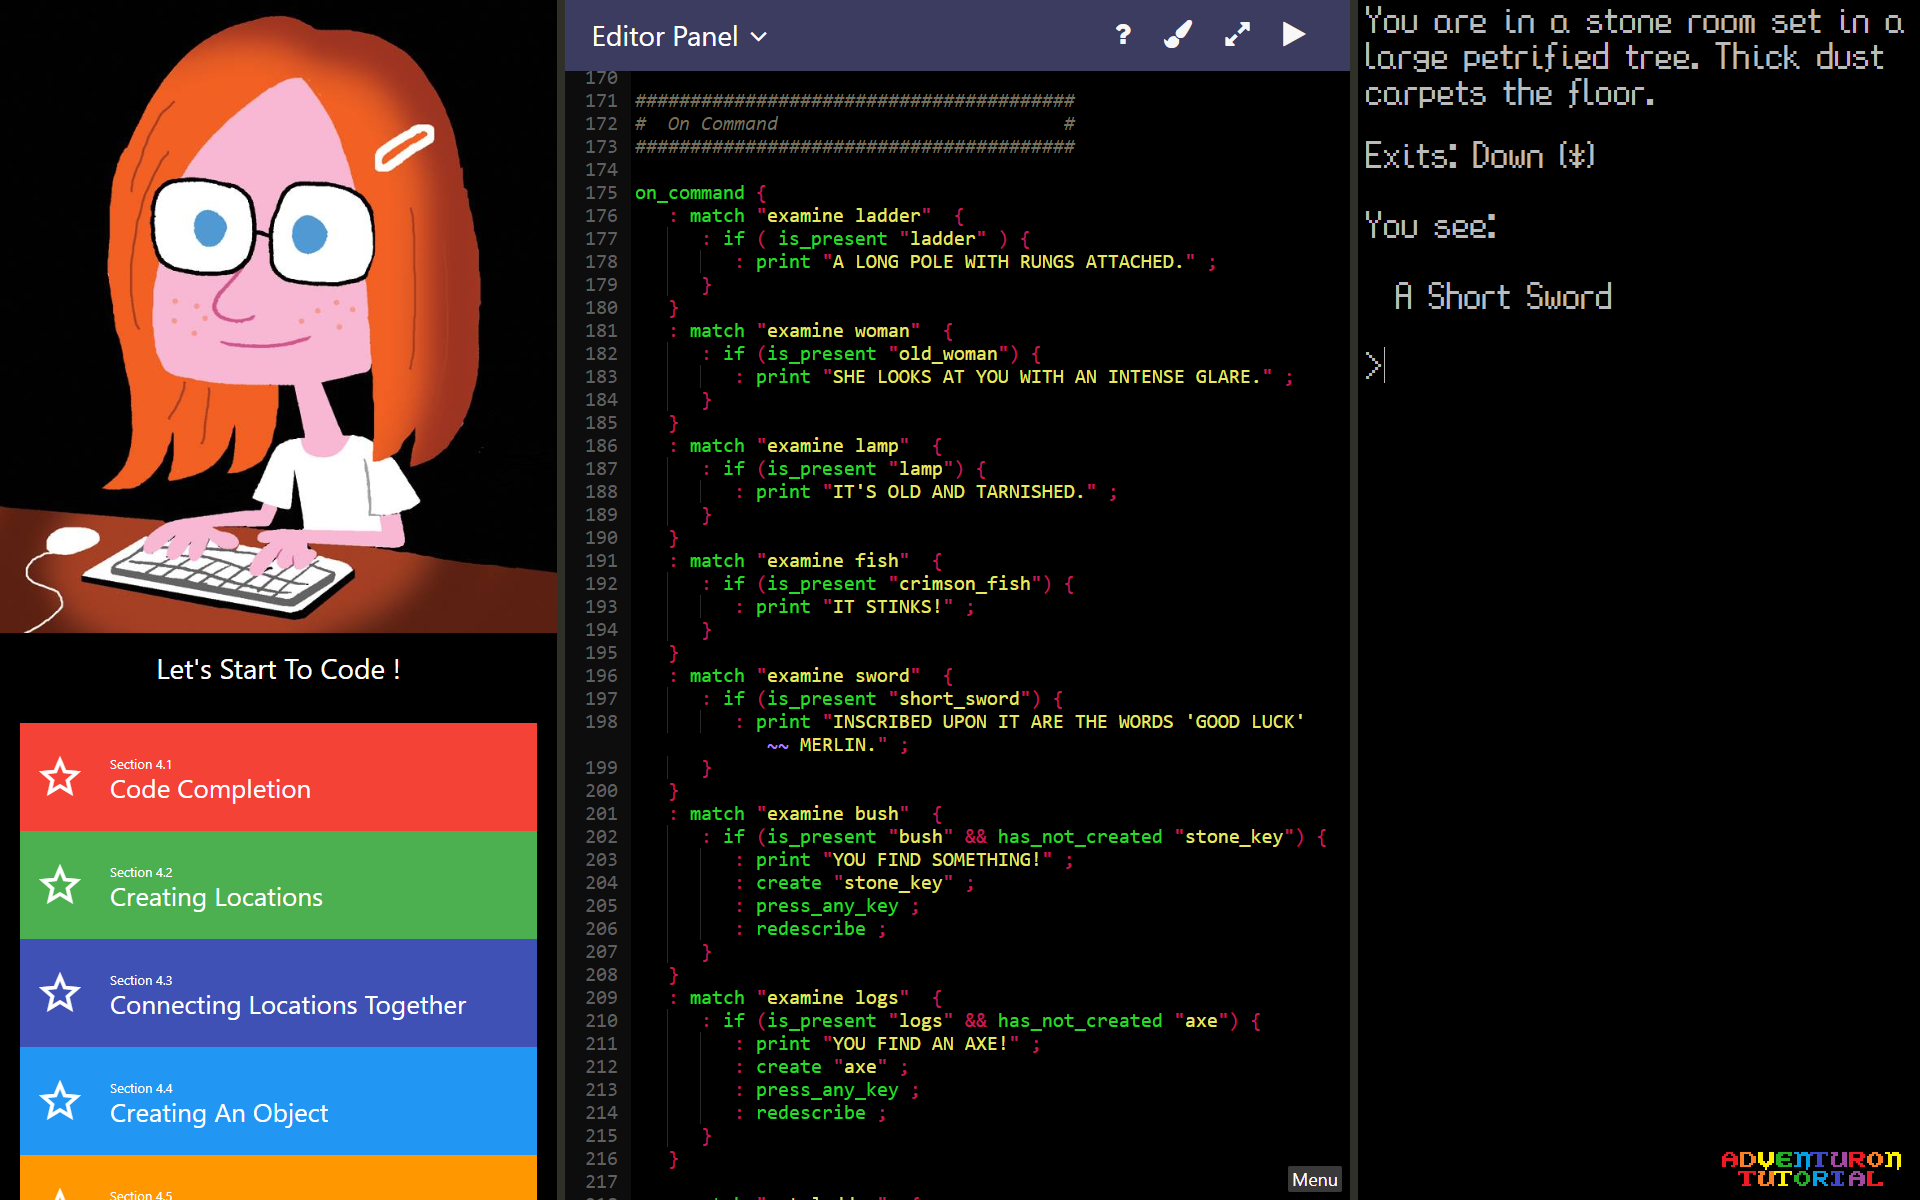 Let's Start To Code !
Section 4.1
Code Completion
Section 4.2
Creating Locations
Section 4.3
Connecting Locations Together
Section 4.4
Creating An Object
Section 4.5
Editor Panel
?
170
171 ########################################
172 #  On Command                          #
173 ########################################
174
175 on_command {
176 : match "examine ladder"  {
177 : if ( is_present "ladder" ) {
178 : print "A LONG POLE WITH RUNGS ATTACHED." ;
179 }
180 }
181 : match "examine woman"  {
182 : if (is_present "old_woman") {
183 : print "SHE LOOKS AT YOU WITH AN INTENSE GLARE." ;
184 }
185 }
186 : match "examine lamp"  {
187 : if (is_present "lamp") {
188 : print "IT'S OLD AND TARNISHED." ;
189 }
190 }
191 : match "examine fish"  {
192 : if (is_present "crimson_fish") {
193 : print "IT STINKS!" ;
194 }
195 }
196 : match "examine sword"  {
197 : if (is_present "short_sword") {
198 : print "INSCRIBED UPON IT ARE THE WORDS 'GOOD LUCK'
~~ MERLIN." ;
199 }
200 }
201 : match "examine bush"  {
202 : if (is_present "bush" && has_not_created "stone_key") {
203 : print "YOU FIND SOMETHING!" ;
204 : create "stone_key" ;
205 : press_any_key ;
206 : redescribe ;
207 }
208 }
209 : match "examine logs"  {
210 : if (is_present "logs" && has_not_created "axe") {
211 : print "YOU FIND AN AXE!" ;
212 : create "axe" ;
213 : press_any_key ;
214 : redescribe ;
215 }
216 }
217
Menu
You are in a stone room set in a
large petrified tree. Thick dust
carpets the floor.
Exits: Down (↡)
You see:
A Short Sword
>
ADVENTURON
TUTORIAL